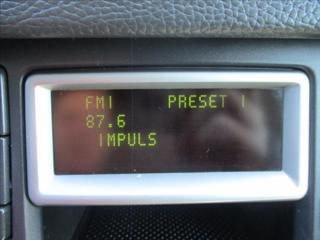 FM1 PRESET 1
87.6
IMPULS